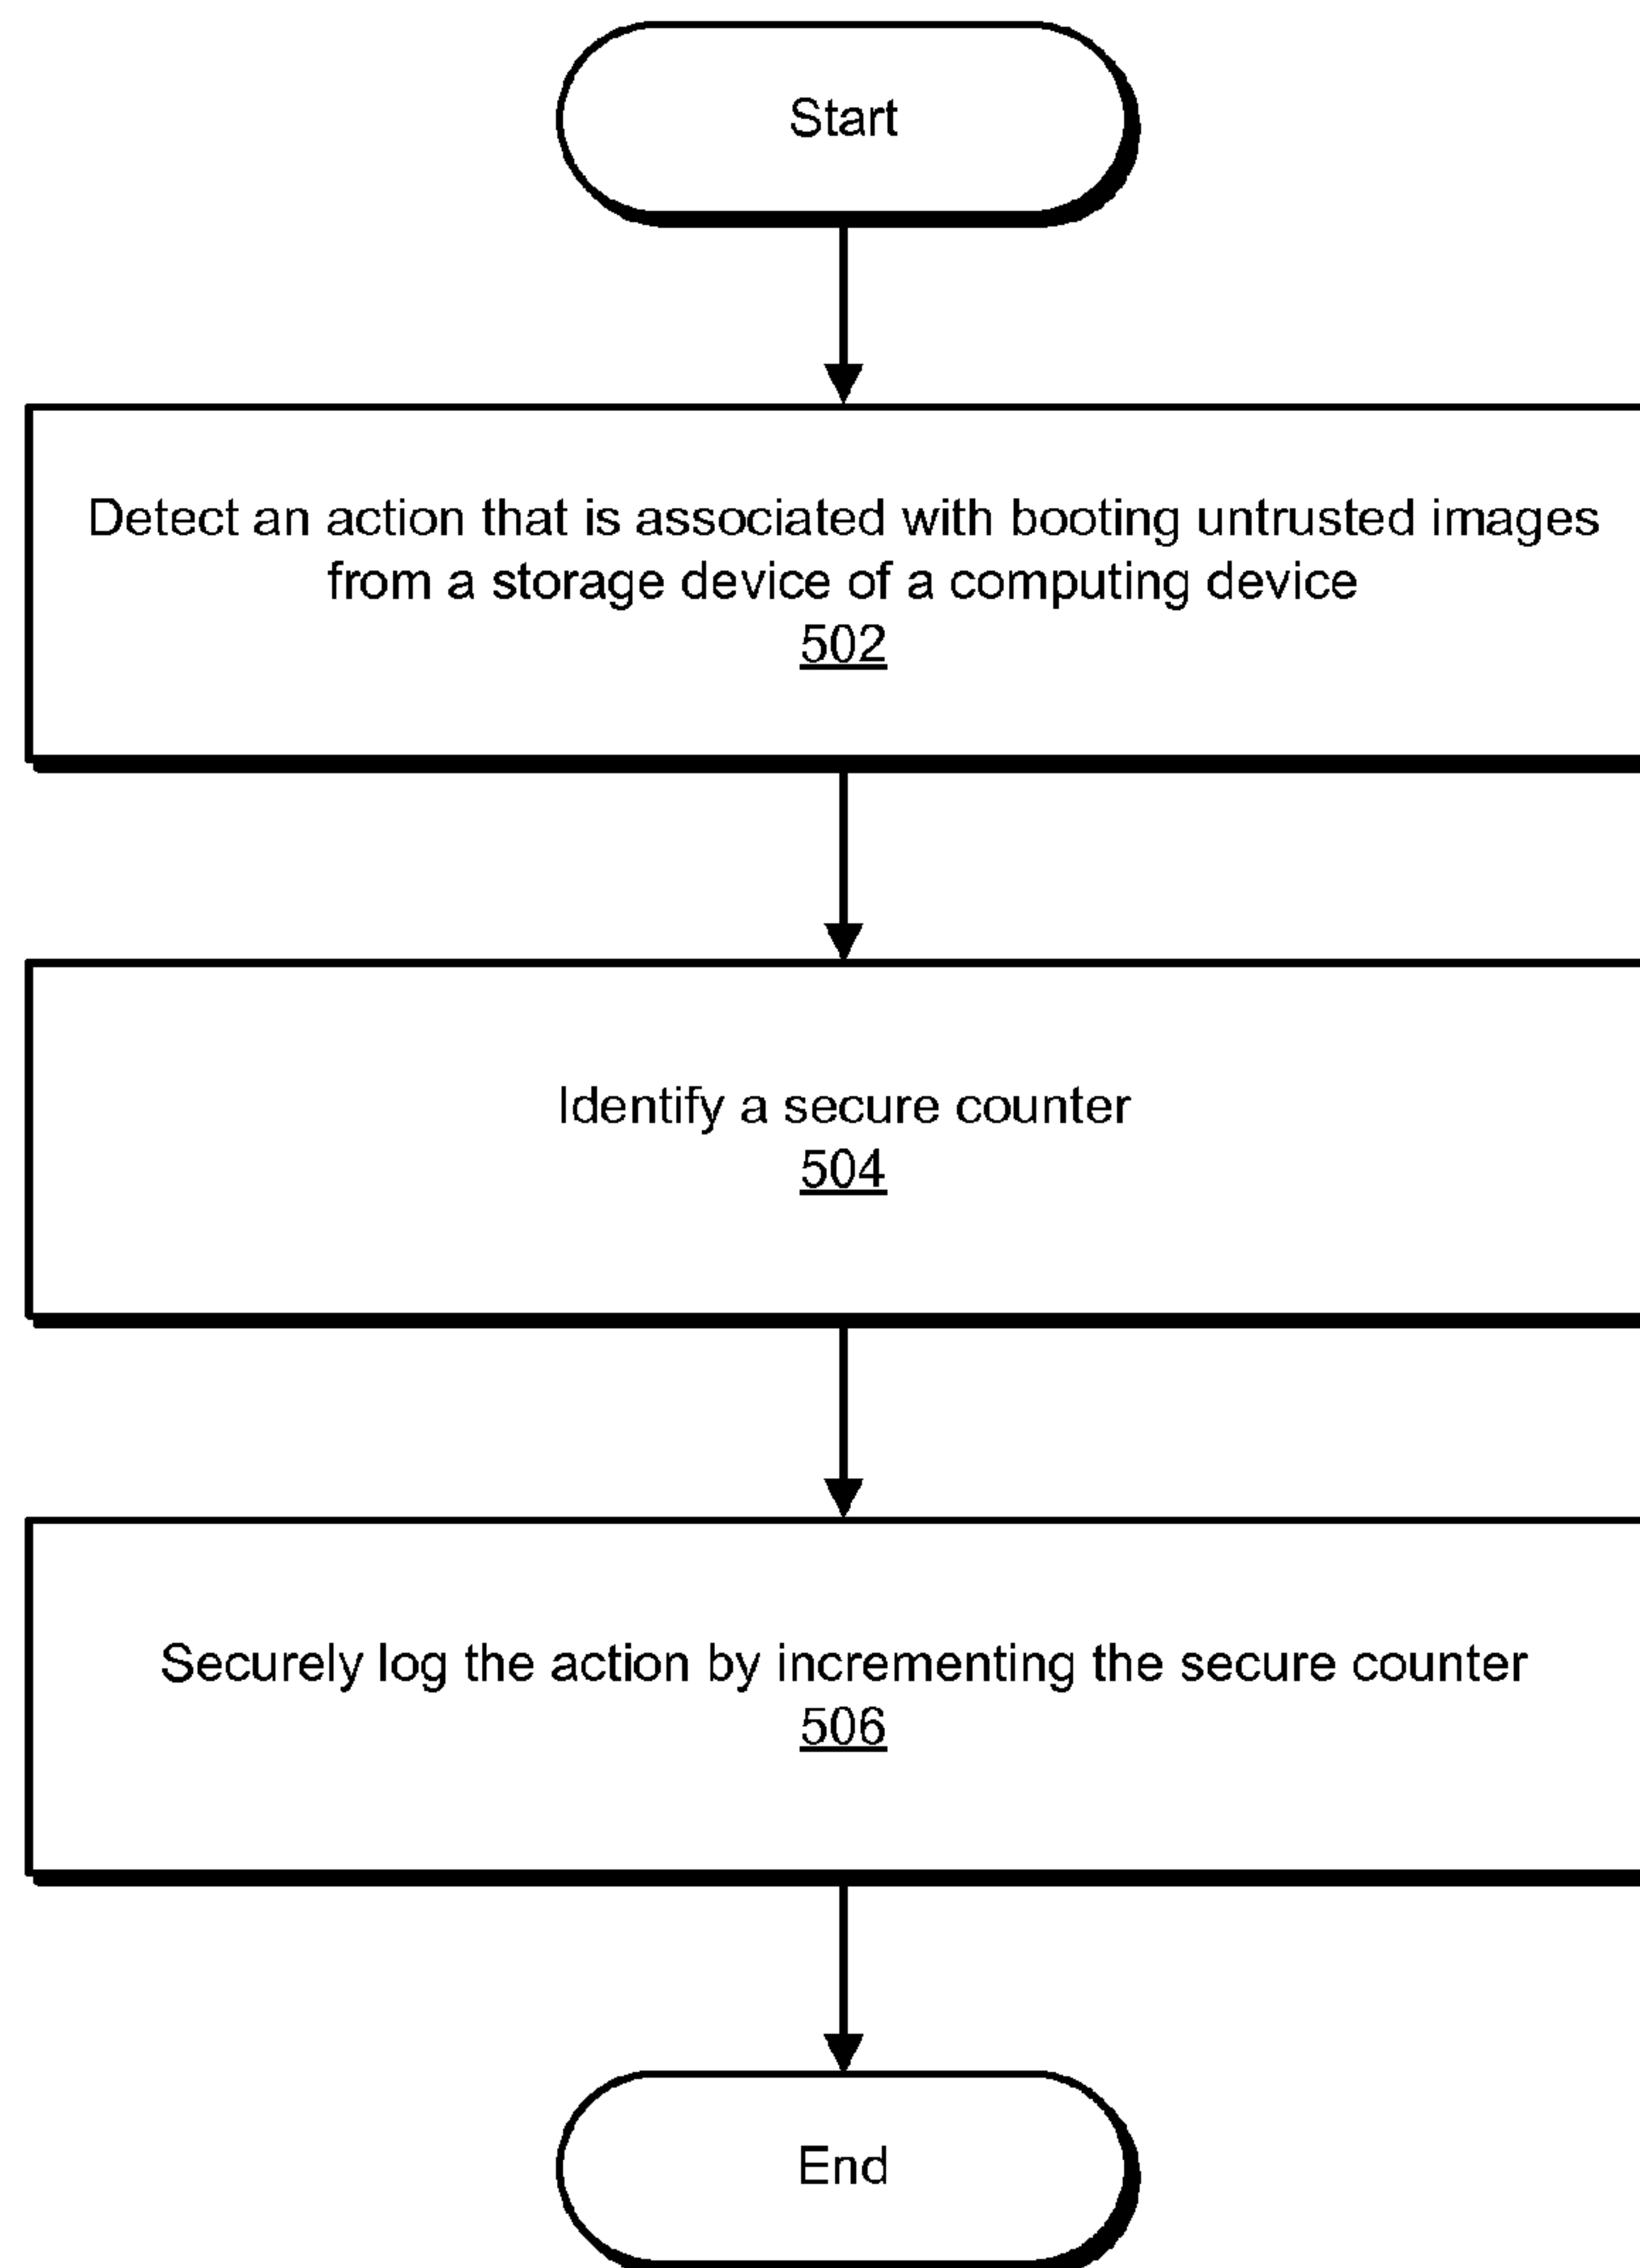 Start
Detect an action that is associated with booting untrusted images
from a storage device of a computing device
502
Identify a secure counter
504
Securely log the action by incrementing the secure counter
506
End